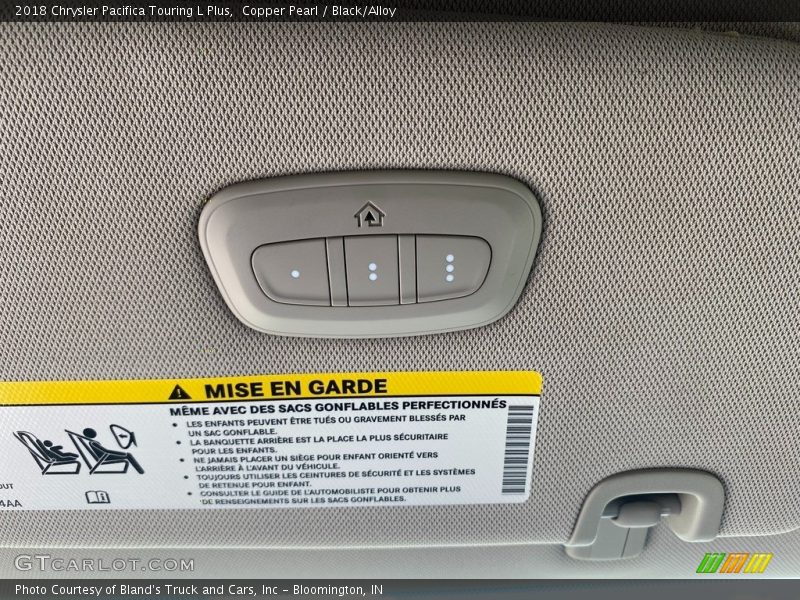 2018 Chrysler Pacifica Touring L Plus,  Copper Pearl / Black/Alloy
MISE EN GARDE
MÊME AVEC DES SACS GONFLABLES PERFECTIONNÉS
• LES ENFANTS PEUVENT ÊTRE TUÉS OU GRAVEMENT BLESSÉS PAR
UN SAC GONFLABLE.
• LA BANQUETTE ARRIÈRE EST LA PLACE LA PLUS SÉCURITAIRE
POUR LES ENFANTS.
• NE JAMAIS PLACER UN SIÈGE POUR ENFANT ORIENTÉ VERS
L'ARRIÈRE À L'AVANT DU VÉHICULE.
• TOUJOURS UTILISER LES CEINTURES DE SÉCURITÉ ET LES SYSTÈMES
DE RETENUE POUR ENFANT.
• CONSULTER LE GUIDE DE L'AUTOMOBILISTE POUR OBTENIR PLUS
DE RENSEIGNEMENTS SUR LES SACS GONFLABLES.
OUT
4AA
GTCARLOT.COM
Photo Courtesy of Bland's Truck and Cars, Inc - Bloomington, IN